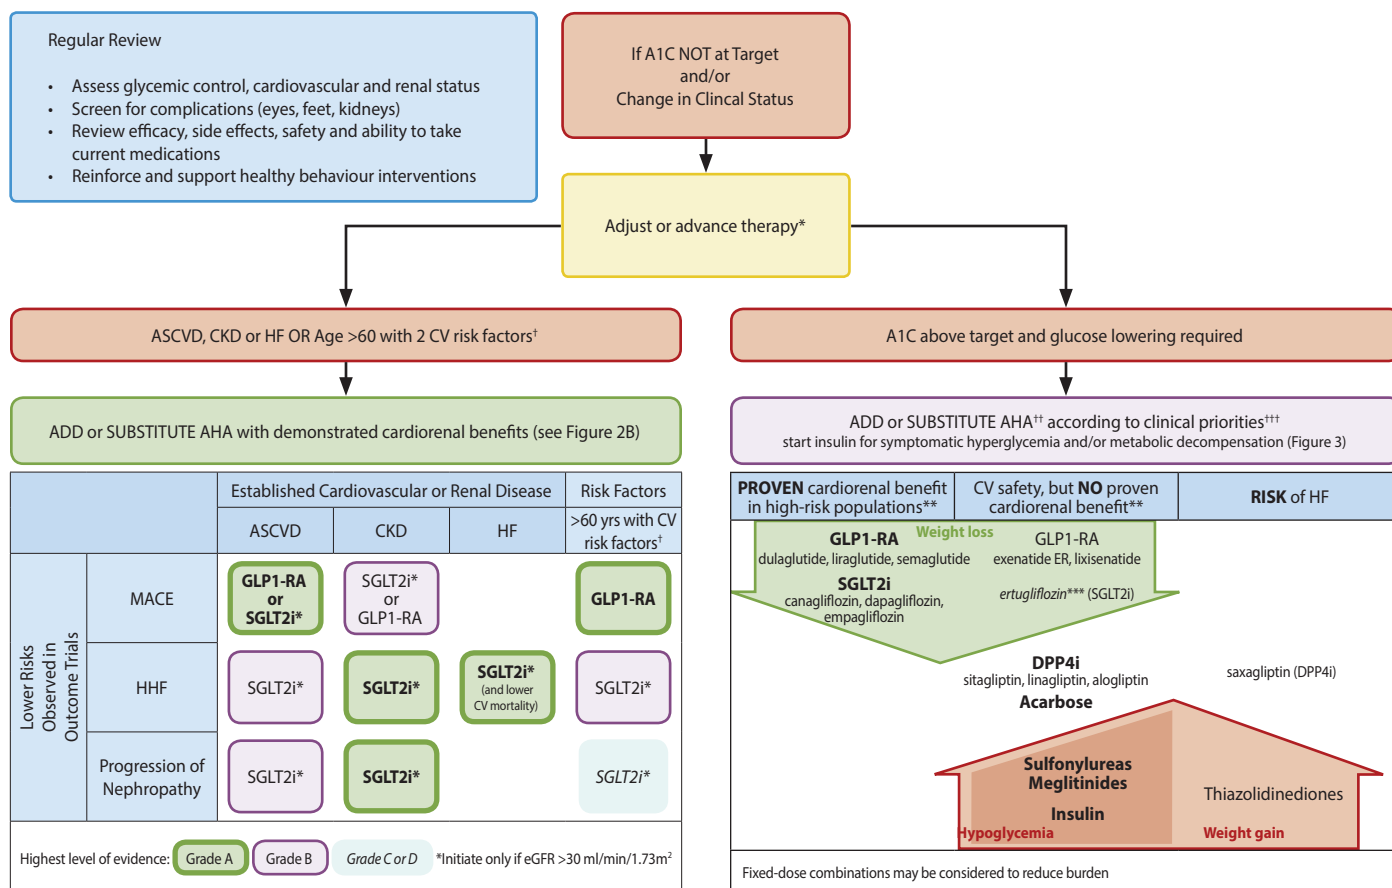 Regular Review
• Assess glycemic control, cardiovascular and renal status
• Screen for complications (eyes, feet, kidneys)
• Review efficacy, side effects, safety and ability to take
current medications
• Reinforce and support healthy behaviour interventions
If A1C NOT at Target
and/or
Change in Clincal Status
Adjust or advance therapy*
ASCVD, CKD or HF OR Age >60 with 2 CV risk factors†
ADD or SUBSTITUTE AHA with demonstrated cardiorenal benefits (see Figure 2B)
Established Cardiovascular or Renal Disease
Risk Factors
ASCVD
CKD
HF
>60 yrs with CV
risk factors†
Lower Risks
Observed in
Outcome Trials
MACE
GLP1-RA
or
SGLT2i*
SGLT2i*
or
GLP1-RA
GLP1-RA
HHF
SGLT2i*
SGLT2i*
SGLT2i*
(and lower
CV mortality)
SGLT2i*
Progression of
Nephropathy
SGLT2i*
SGLT2i*
SGLT2i*
Highest level of evidence: Grade A Grade B Grade C or D *Initiate only if eGFR >30 ml/min/1.73m²
A1C above target and glucose lowering required
ADD or SUBSTITUTE AHA†† according to clinical priorities†††
start insulin for symptomatic hyperglycemia and/or metabolic decompensation (Figure 3)
PROVEN cardiorenal benefit
in high-risk populations**
CV safety, but NO proven
cardiorenal benefit**
RISK of HF
Weight loss
GLP1-RA
dulaglutide, liraglutide, semaglutide
SGLT2i
canagliflozin, dapagliflozin,
empagliflozin
GLP1-RA
exenatide ER, lixisenatide
ertugliflozin*** (SGLT2i)
DPP4i
sitagliptin, linagliptin, alogliptin
Acarbose
saxagliptin (DPP4i)
Sulfonylureas
Meglitinides
Insulin
Hypoglycemia
Thiazolidinediones
Weight gain
Fixed-dose combinations may be considered to reduce burden